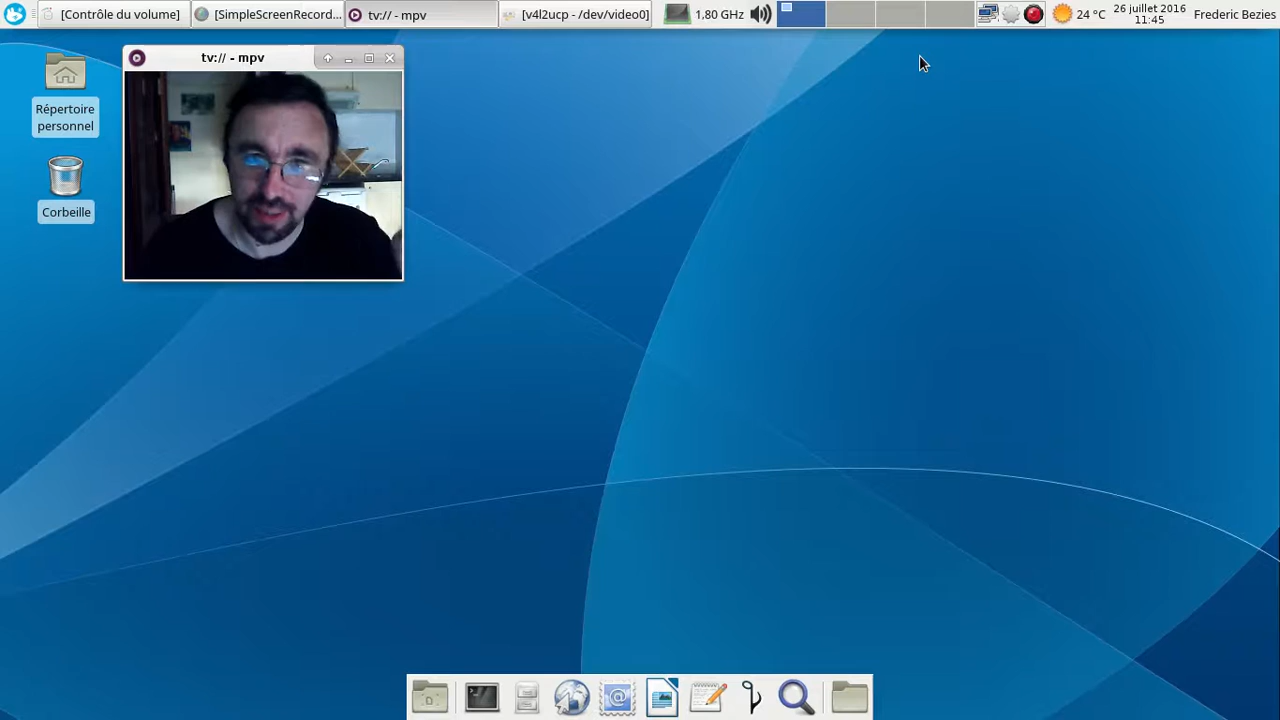 [Contrôle du volume]
[SimpleScreenRecord...
tv:// - mpv
[v4l2ucp - /dev/video0]
1.80 GHz
24 °C
26 juillet 2016
11:45
Frederic Bezies
tv:// - mpv
Répertoire
personnel
Corbeille